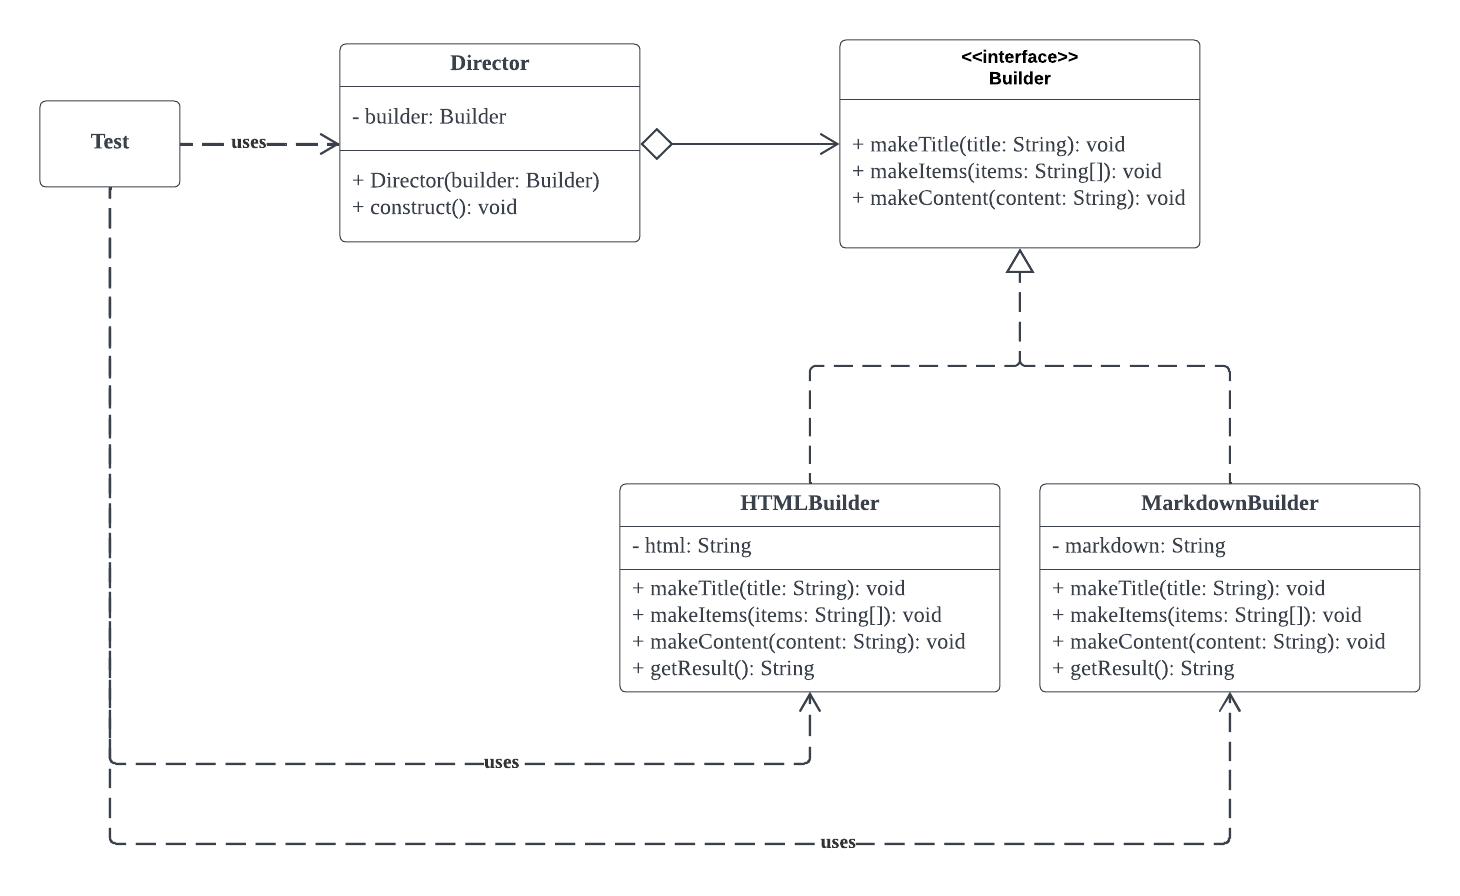 Test
uses
Director
- builder: Builder
+ Director(builder: Builder)
+ construct(): void
<<interface>>
Builder
+ makeTitle(title: String): void
+ makeItems(items: String[]): void
+ makeContent(content: String): void
HTMLBuilder
- html: String
+ makeTitle(title: String): void
+ makeItems(items: String[]): void
+ makeContent(content: String): void
+ getResult(): String
MarkdownBuilder
- markdown: String
+ makeTitle(title: String): void
+ makeItems(items: String[]): void
+ makeContent(content: String): void
+ getResult(): String
uses
uses